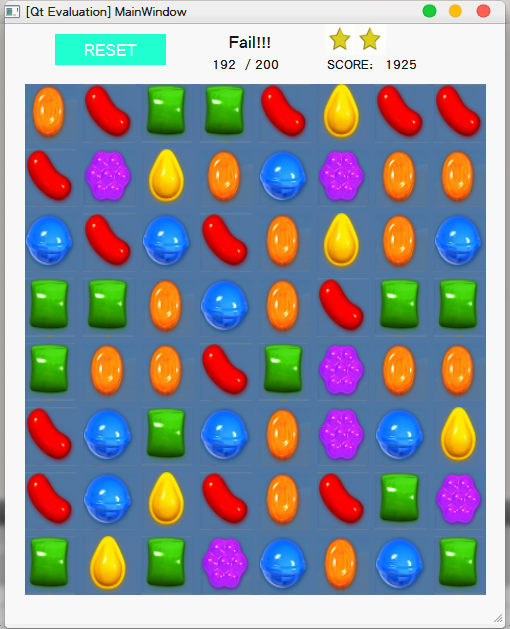 [Qt Evaluation] MainWindow
RESET
Fail!!!
192 / 200
SCORE: 1925